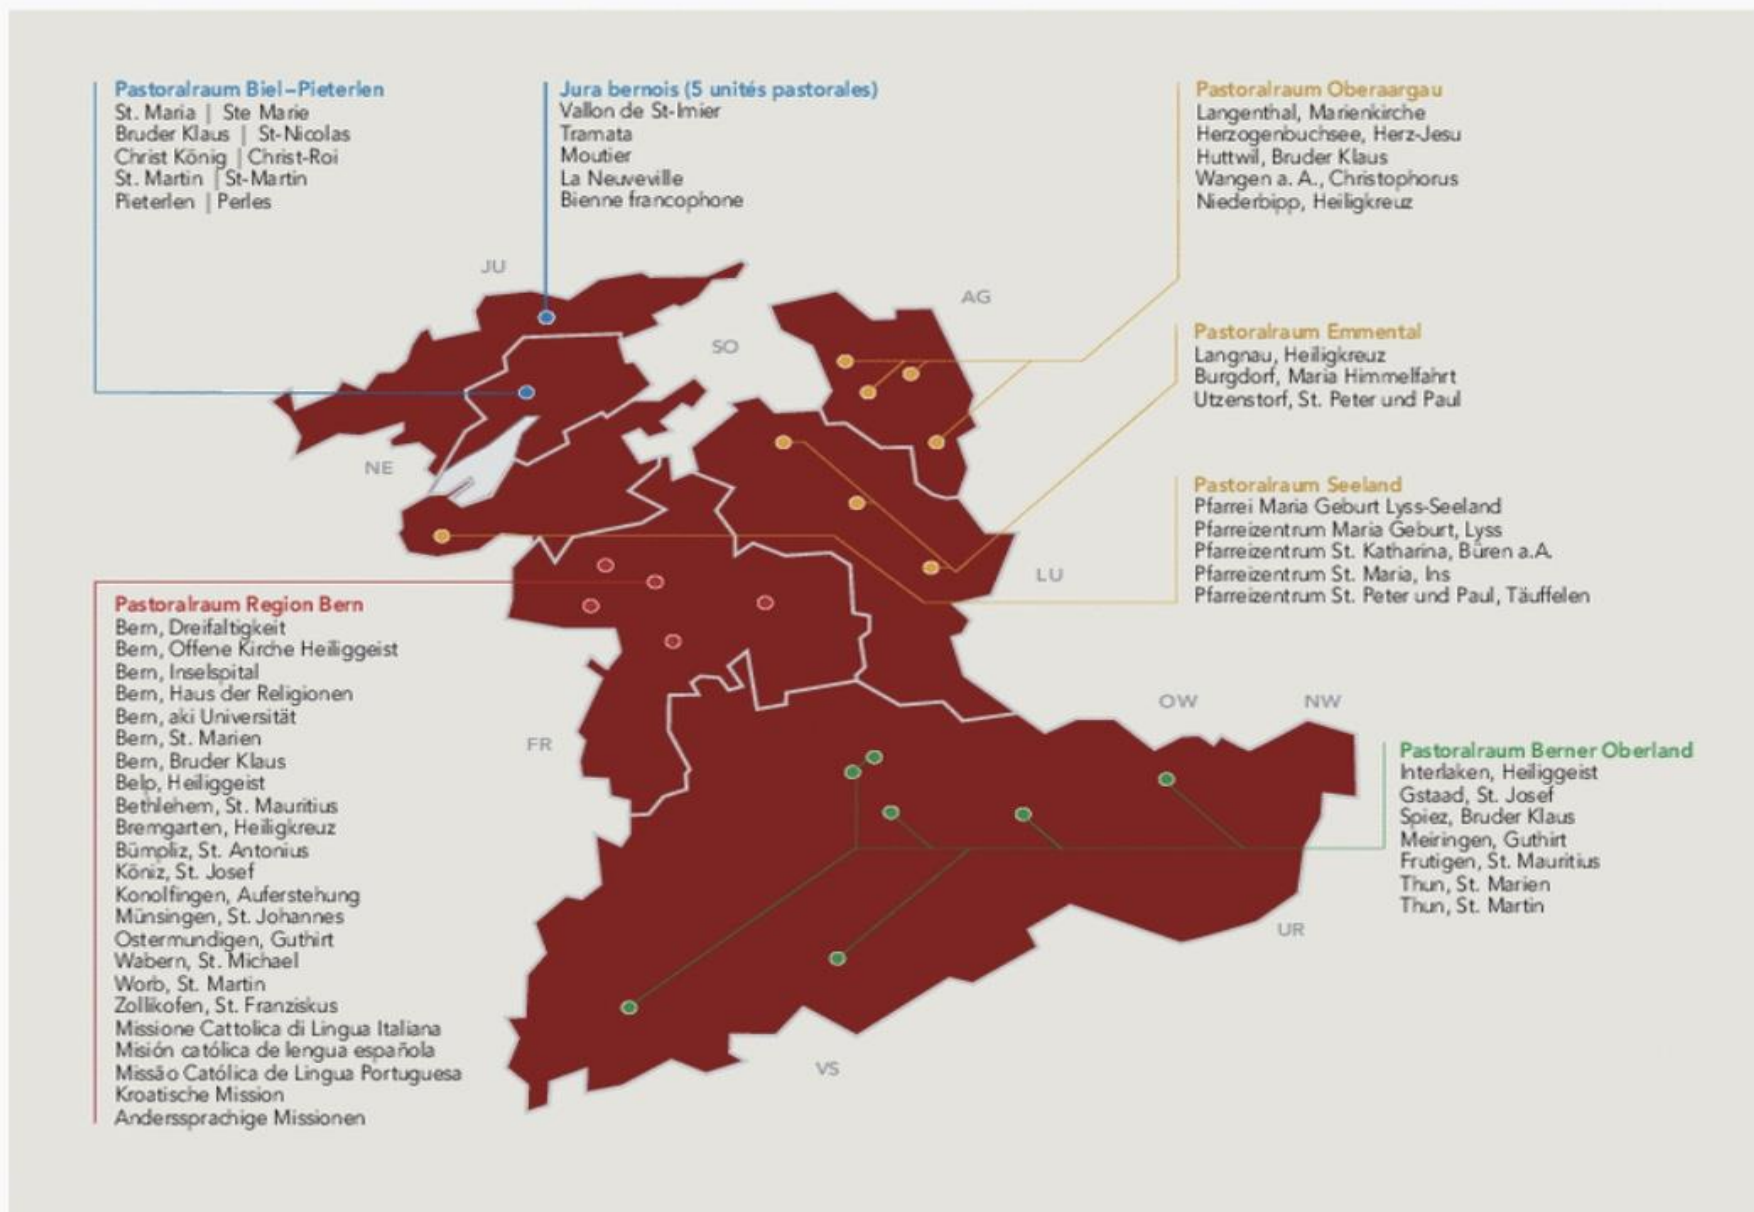 Pastoralraum Biel–Pieterlen
St. Maria | Ste Marie
Bruder Klaus | St-Nicolas
Christ König | Christ-Roi
St. Martin | St-Martin
Pieterlen | Perles
Jura bernois (5 unités pastorales)
Vallon de St-Imier
Tramata
Moutier
La Neuveville
Bienne francophone
Pastoralraum Oberaargau
Langenthal, Marienkirche
Herzogenbuchsee, Herz-Jesu
Huttwil, Bruder Klaus
Wangen a. A., Christophorus
Niederbipp, Heiligkreuz
JU
AG
SO
Pastoralraum Emmental
Langnau, Heiligkreuz
Burgdorf, Maria Himmelfahrt
Utzenstorf, St. Peter und Paul
NE
Pastoralraum Seeland
Pfarrei Maria Geburt Lyss-Seeland
Pfarreizentrum Maria Geburt, Lyss
Pfarreizentrum St. Katharina, Büren a.A.
Pfarreizentrum St. Maria, Ins
Pfarreizentrum St. Peter und Paul, Täuffelen
LU
Pastoralraum Region Bern
Bern, Dreifaltigkeit
Bern, Offene Kirche Heiliggeist
Bern, Inselspital
Bern, Haus der Religionen
Bern, aki Universität
Bern, St. Marien
Bern, Bruder Klaus
Belp, Heiliggeist
Bethlehem, St. Mauritius
Bremgarten, Heiligkreuz
Bümpliz, St. Antonius
Köniz, St. Josef
Konolfingen, Auferstehung
Münsingen, St. Johannes
Ostermundigen, Guthirt
Wabern, St. Michael
Worb, St. Martin
Zollikofen, St. Franziskus
Missione Cattolica di Lingua Italiana
Misión católica de lengua española
Missão Católica de Lingua Portuguesa
Kroatische Mission
Anderssprachige Missionen
FR
OW
NW
Pastoralraum Berner Oberland
Interlaken, Heiliggeist
Gstaad, St. Josef
Spiez, Bruder Klaus
Meiringen, Guthirt
Frutigen, St. Mauritius
Thun, St. Marien
Thun, St. Martin
UR
VS